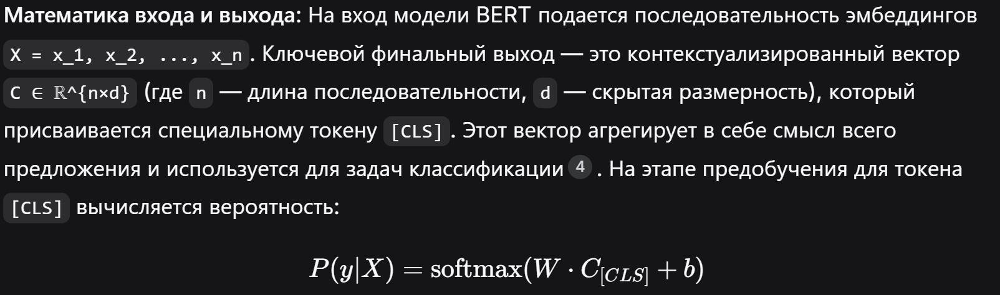 Математика входа и выхода: На вход модели BERT подается последовательность эмбеддингов
X = x_1, x_2, ..., x_n. Ключевой финальный выход — это контекстуализированный вектор
C ∈ ℝ^{n×d} (где n — длина последовательности, d — скрытая размерность), который
присваивается специальному токену [CLS]. Этот вектор агрегирует в себе смысл всего
предложения и используется для задач классификации 4 . На этапе предобучения для токена
[CLS] вычисляется вероятность:
P(y|X) = softmax(W · C_{[CLS]} + b)